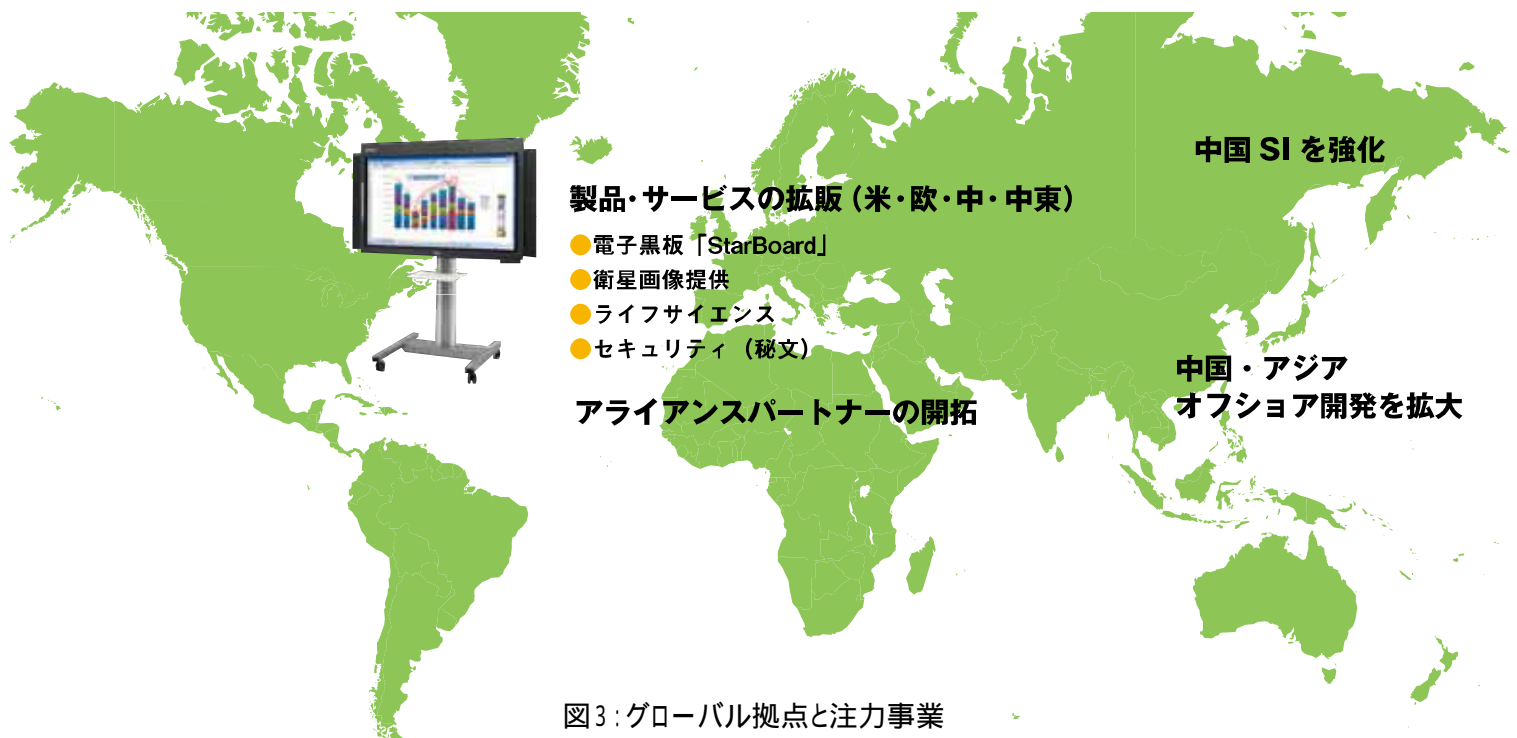 中国 SI を強化
製品・サービスの拡販（米・欧・中・中東）
●電子黒板「StarBoard」
●衛星画像提供
●ライフサイエンス
●セキュリティ（秘文）
アライアンスパートナーの開拓
中国・アジア
オフショア開発を拡大
図3：グローバル拠点と注力事業